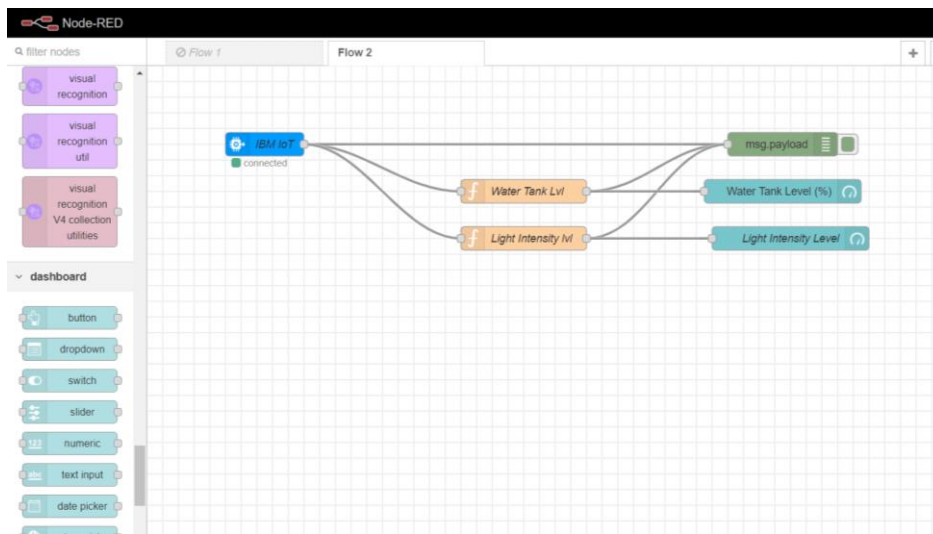 Node-RED
filter nodes
Flow 1
Flow 2
visual
recognition
visual
recognition
util
visual
recognition
V4 collection
utilities
dashboard
button
dropdown
switch
slider
123
numeric
abc
text input
date picker
IBM IoT
connected
f
Water Tank Lvl
f
Light Intensity lvl
msg.payload
Water Tank Level (%)
Light Intensity Level